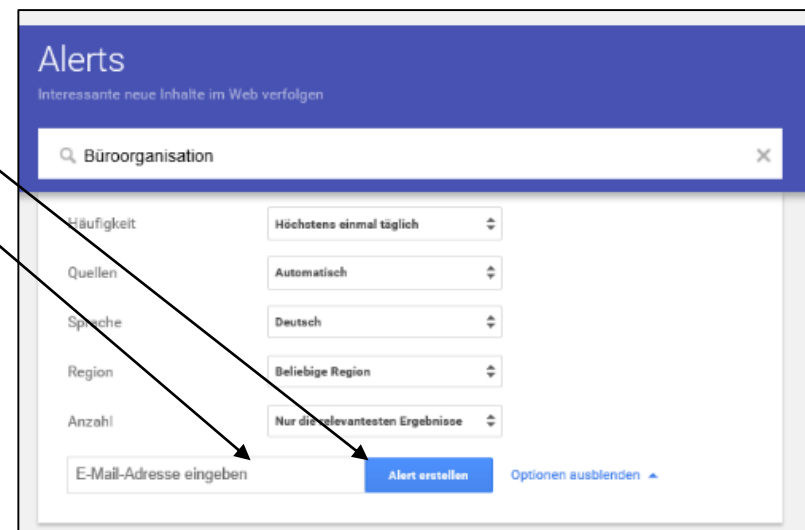 Alerts
Interessante neue Inhalte im Web verfolgen
Büroorganisation
Häufigkeit Höchstens einmal täglich
Quellen Automatisch
Sprache Deutsch
Region Beliebige Region
Anzahl Nur die relevantesten Ergebnisse
E-Mail-Adresse eingeben Alert erstellen Optionen ausblenden